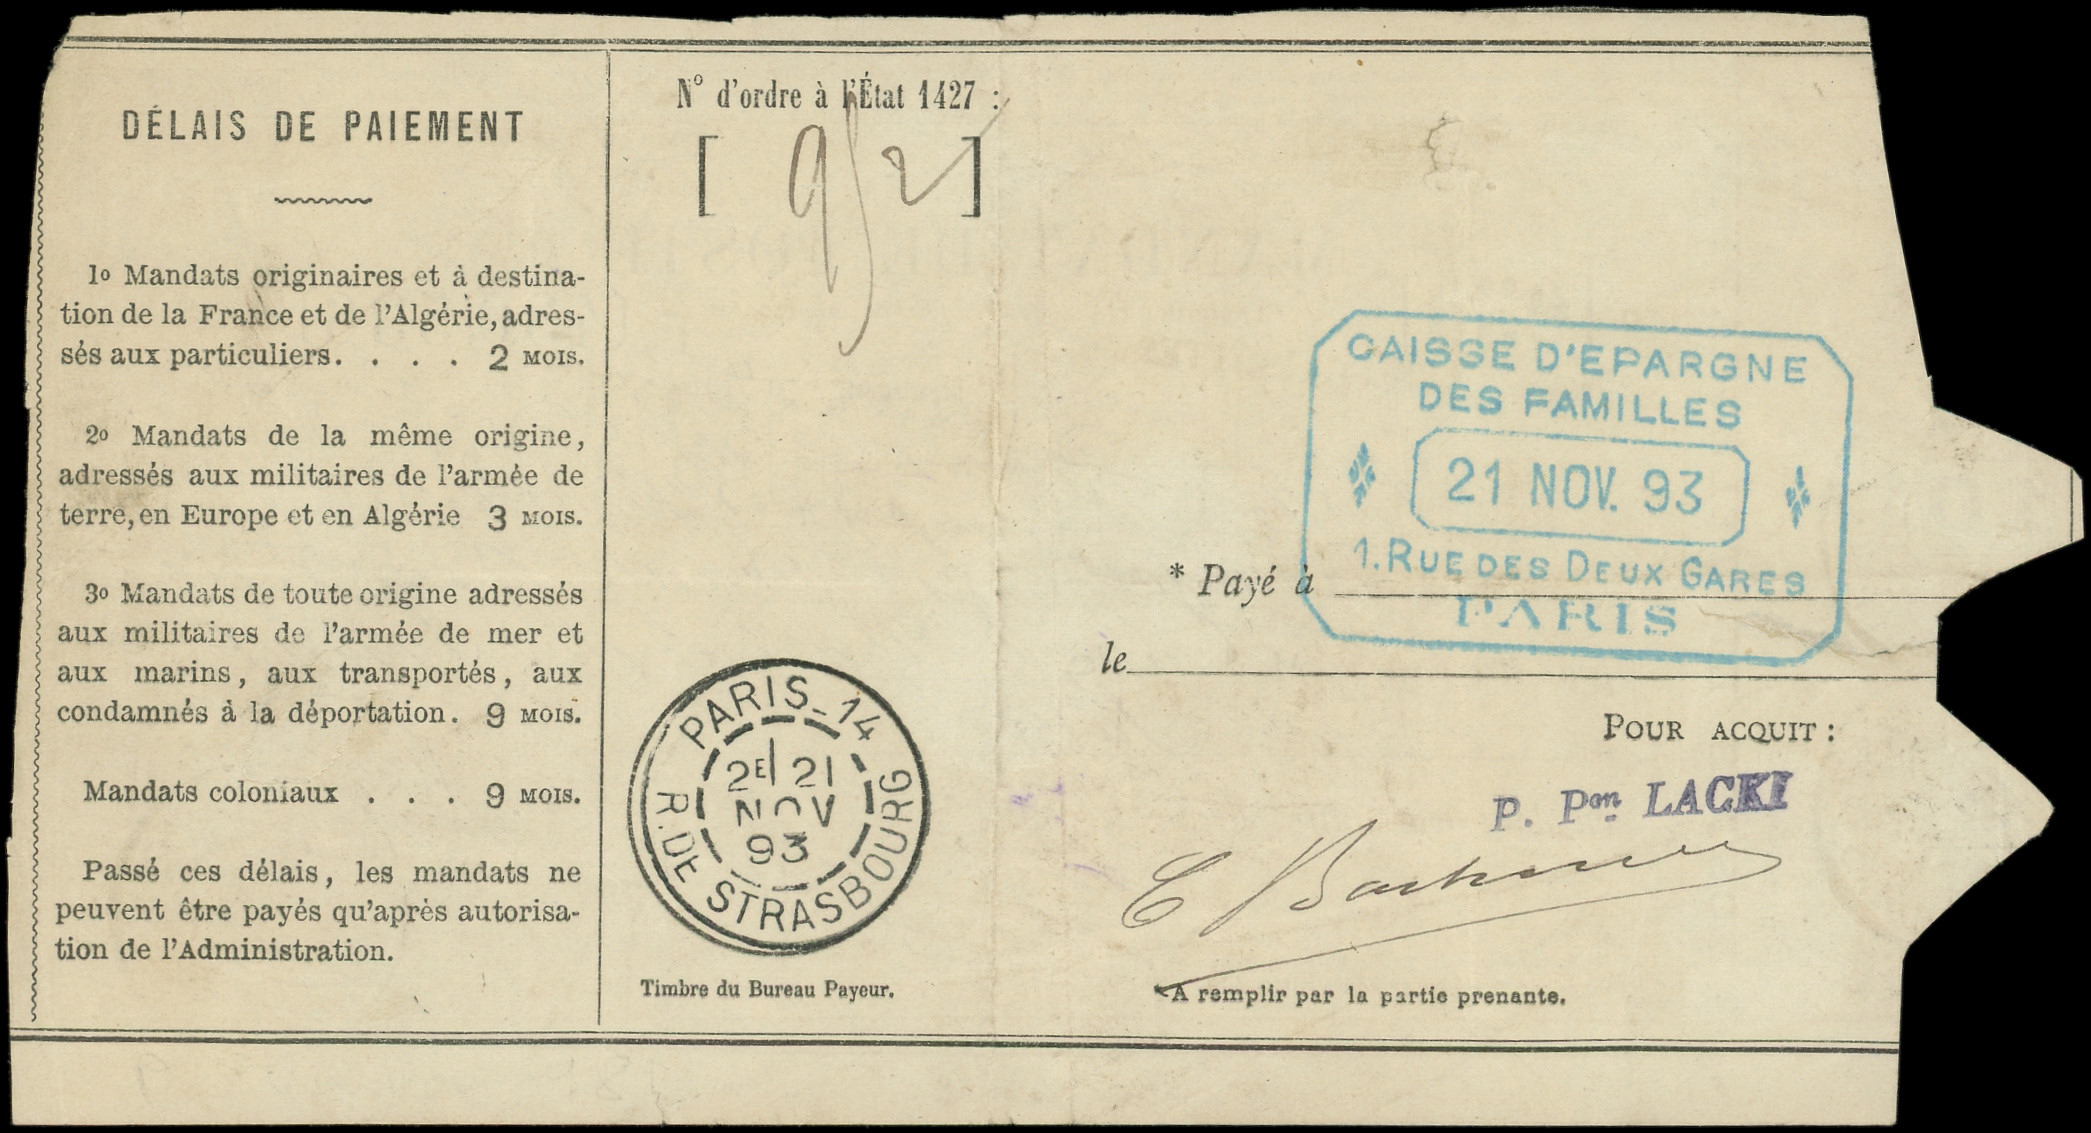 DÉLAIS DE PAIEMENT
1o Mandats originaires et à destina-
tion de la France et de l'Algérie, adres-
sés aux particuliers. . . . 2 MOIS.
2o Mandats de la même origine,
adressés aux militaires de l'armée de
terre, en Europe et en Algérie 3 MOIS.
3o Mandats de toute origine adressés
aux militaires de l'armée de mer et
aux marins, aux transportés, aux
condamnés à la déportation. 9 MOIS.
Mandats coloniaux . . . 9 MOIS.
Passé ces délais, les mandats ne
peuvent être payés qu'après autorisa-
tion de l'Administration.
No d'ordre à l'État 1427 :
[ ]
PARIS_14
2E 21
NOV
93
R. DE STRASBOURG
Timbre du Bureau Payeur.
CAISSE D'EPARGNE
DES FAMILLES
21 NOV. 93
1. RUE DES DEUX GARES
PARIS
* Payé à
le
POUR ACQUIT :
P. Pon LACKI
*A remplir par la partie prenante.